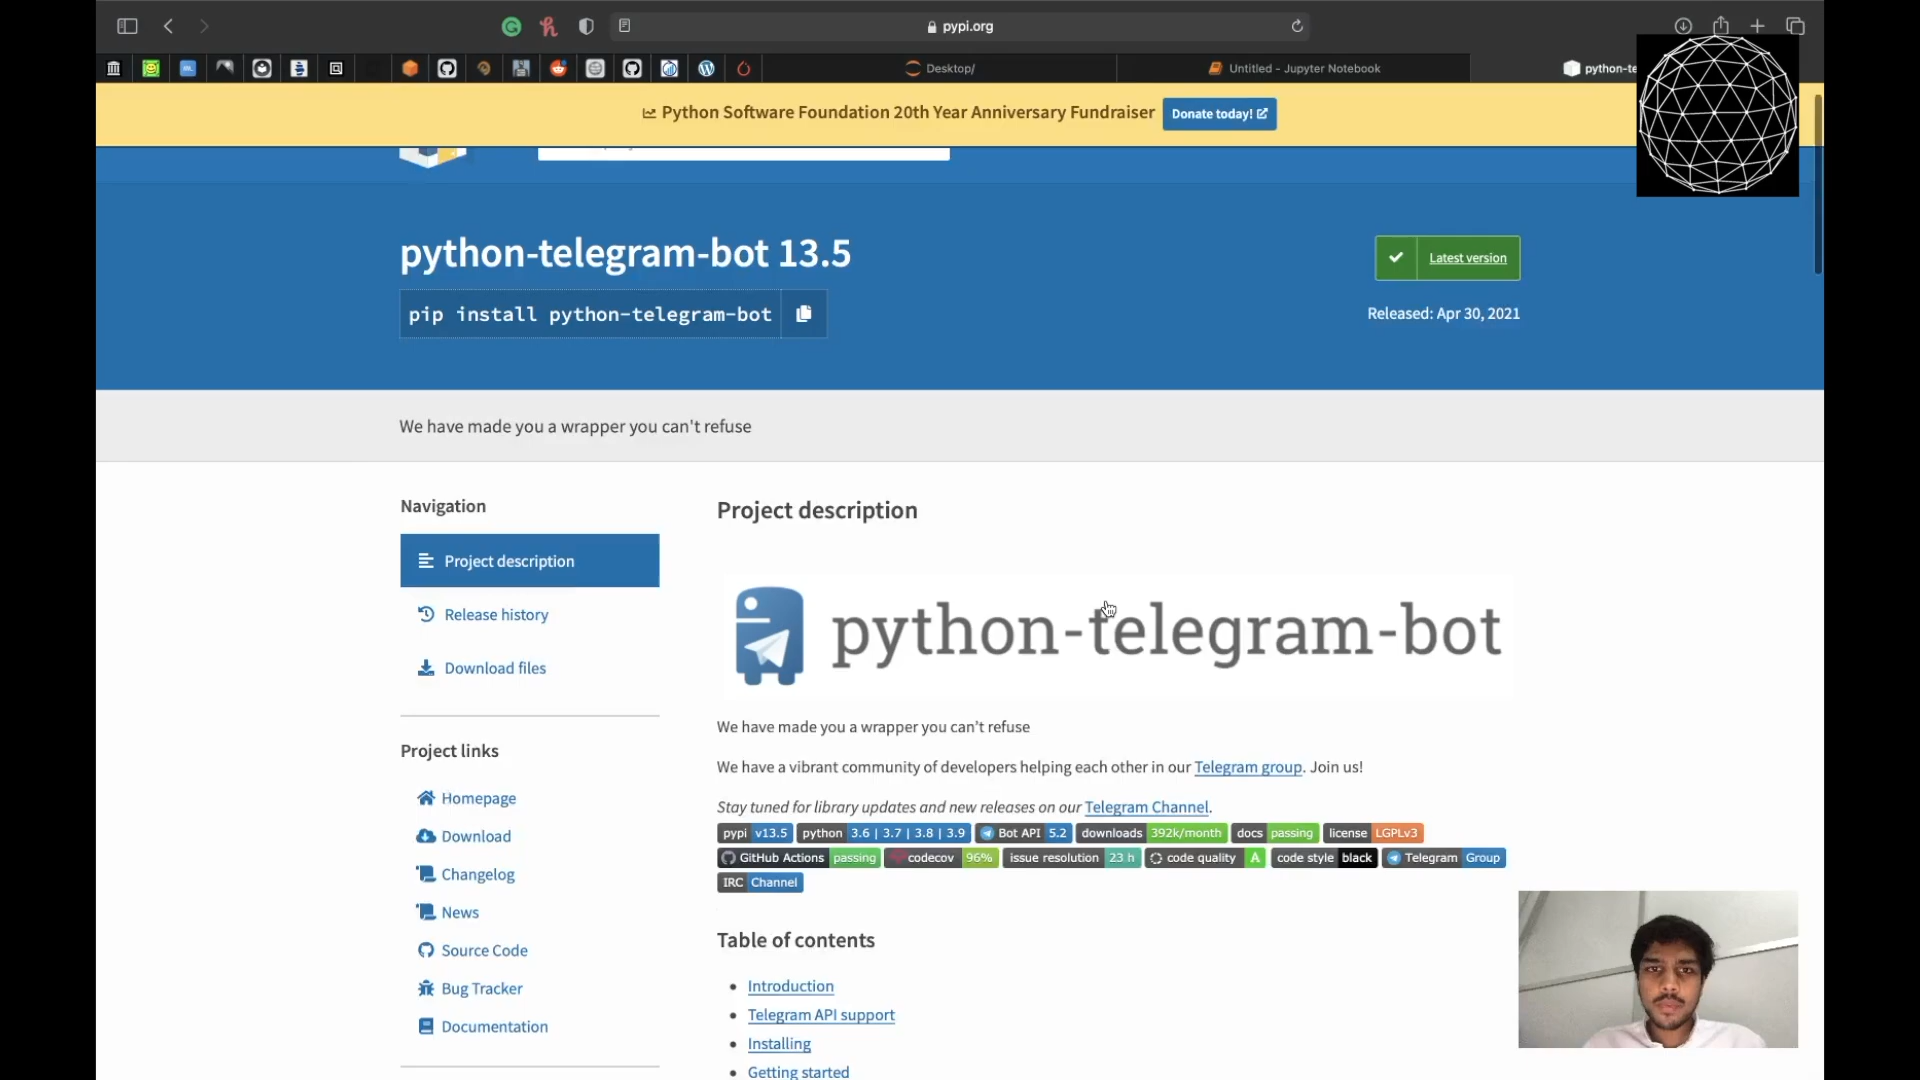 pypi.org
Desktop/
Untitled - Jupyter Notebook
python-te
Python Software Foundation 20th Year Anniversary Fundraiser
Donate today!
python-telegram-bot 13.5
Latest version
pip install python-telegram-bot
Released: Apr 30, 2021
We have made you a wrapper you can't refuse
Navigation
Project description
Release history
Download files
Project links
Homepage
Download
Changelog
News
Source Code
Bug Tracker
Documentation
Project description
python-telegram-bot
We have made you a wrapper you can’t refuse
We have a vibrant community of developers helping each other in our Telegram group. Join us!
Stay tuned for library updates and new releases on our Telegram Channel.
pypi v13.5 python 3.6 | 3.7 | 3.8 | 3.9 Bot API 5.2 downloads 392k/month docs passing license LGPLv3
GitHub Actions passing codecov 96% issue resolution 23 h code quality A code style black Telegram Group
IRC Channel
Table of contents
Introduction
Telegram API support
Installing
Getting started